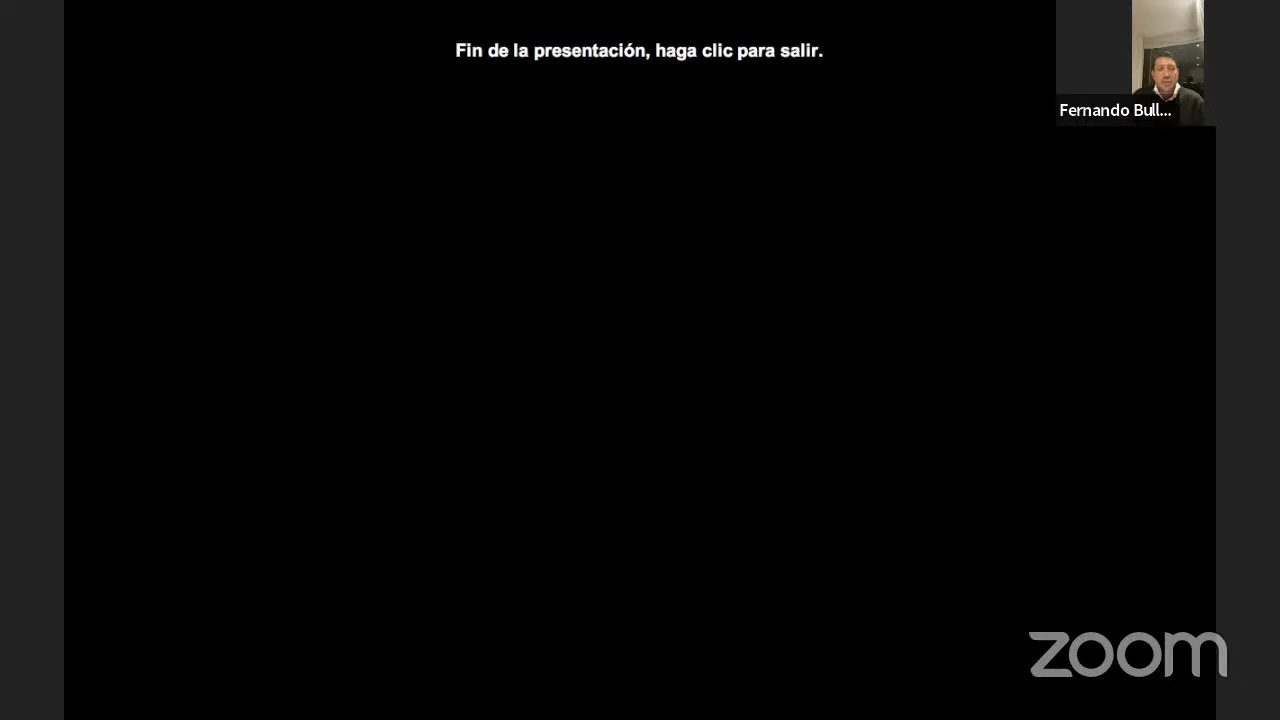 Fin de la presentación, haga clic para salir.
Fernando Bull...
zoom